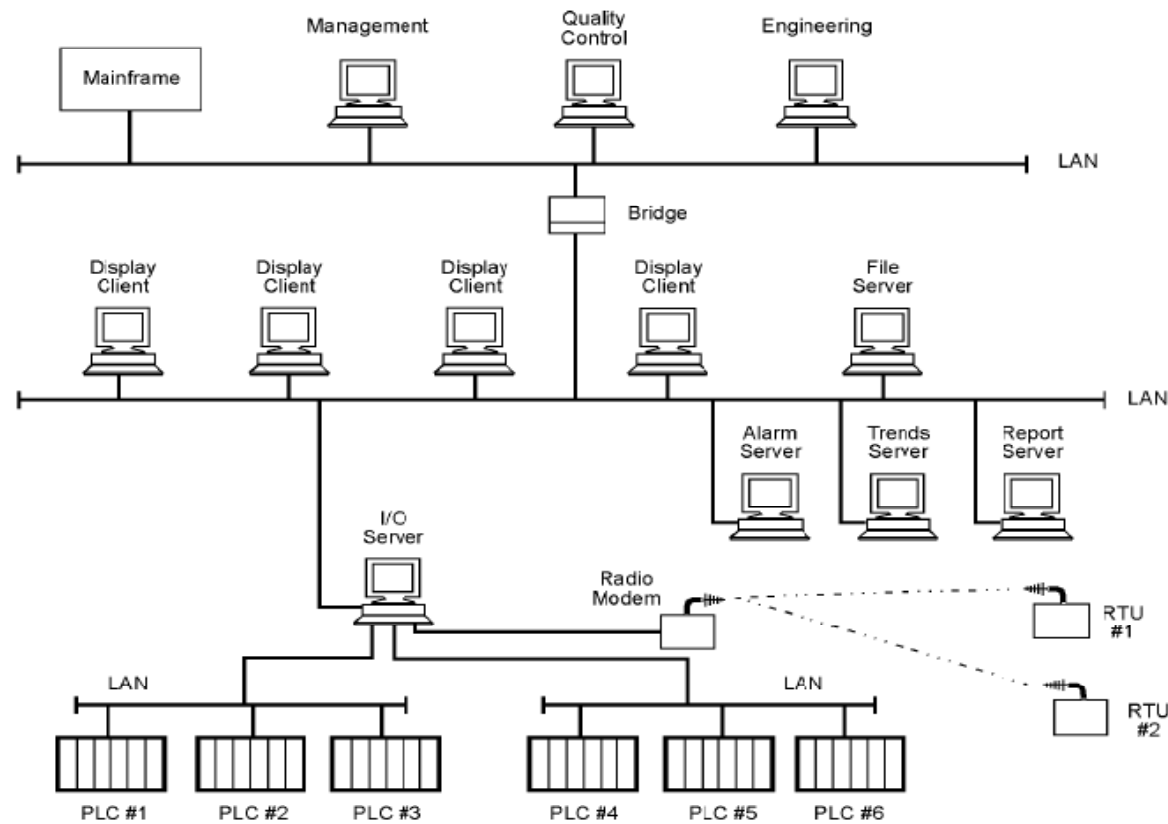 Mainframe
Management
Quality
Control
Engineering
LAN
Bridge
Display
Client
Display
Client
Display
Client
Display
Client
File
Server
LAN
Alarm
Server
Trends
Server
Report
Server
I/O
Server
Radio
Modem
RTU
#1
RTU
#2
LAN
LAN
PLC #1
PLC #2
PLC #3
PLC #4
PLC #5
PLC #6